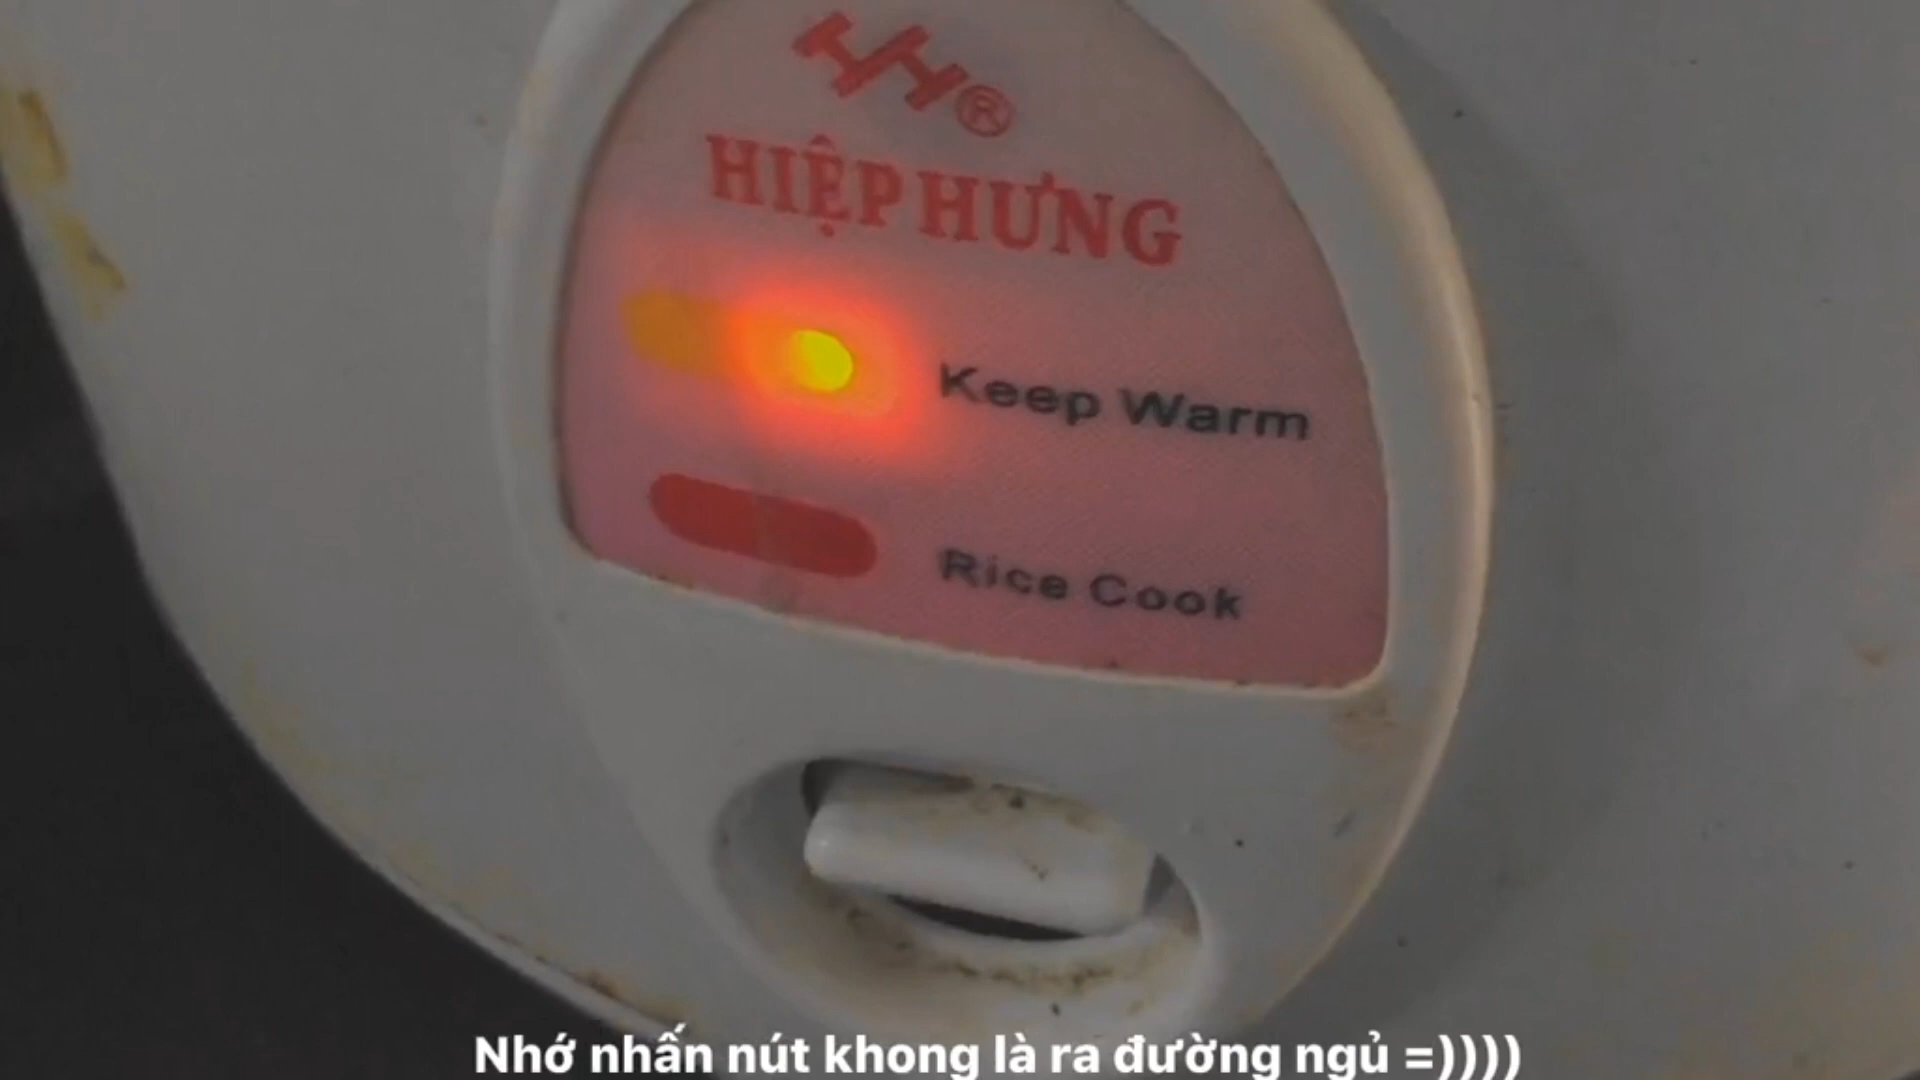 HH®
HIỆP HƯNG
Keep Warm
Rice Cook
Nhớ nhấn nút khong là ra đường ngủ =))))